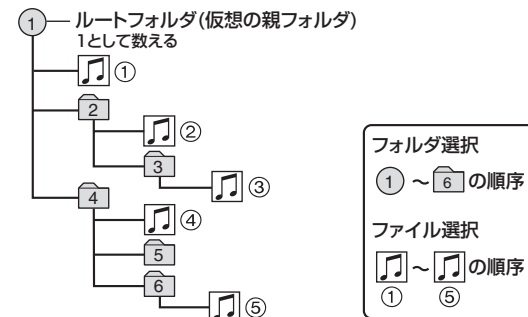 1 ルートフォルダ(仮想の親フォルダ)
1として数える
①
2
②
3
③
4
④
5
6
⑤
フォルダ選択
1 ～ 6 の順序
ファイル選択
～ の順序
① ⑤